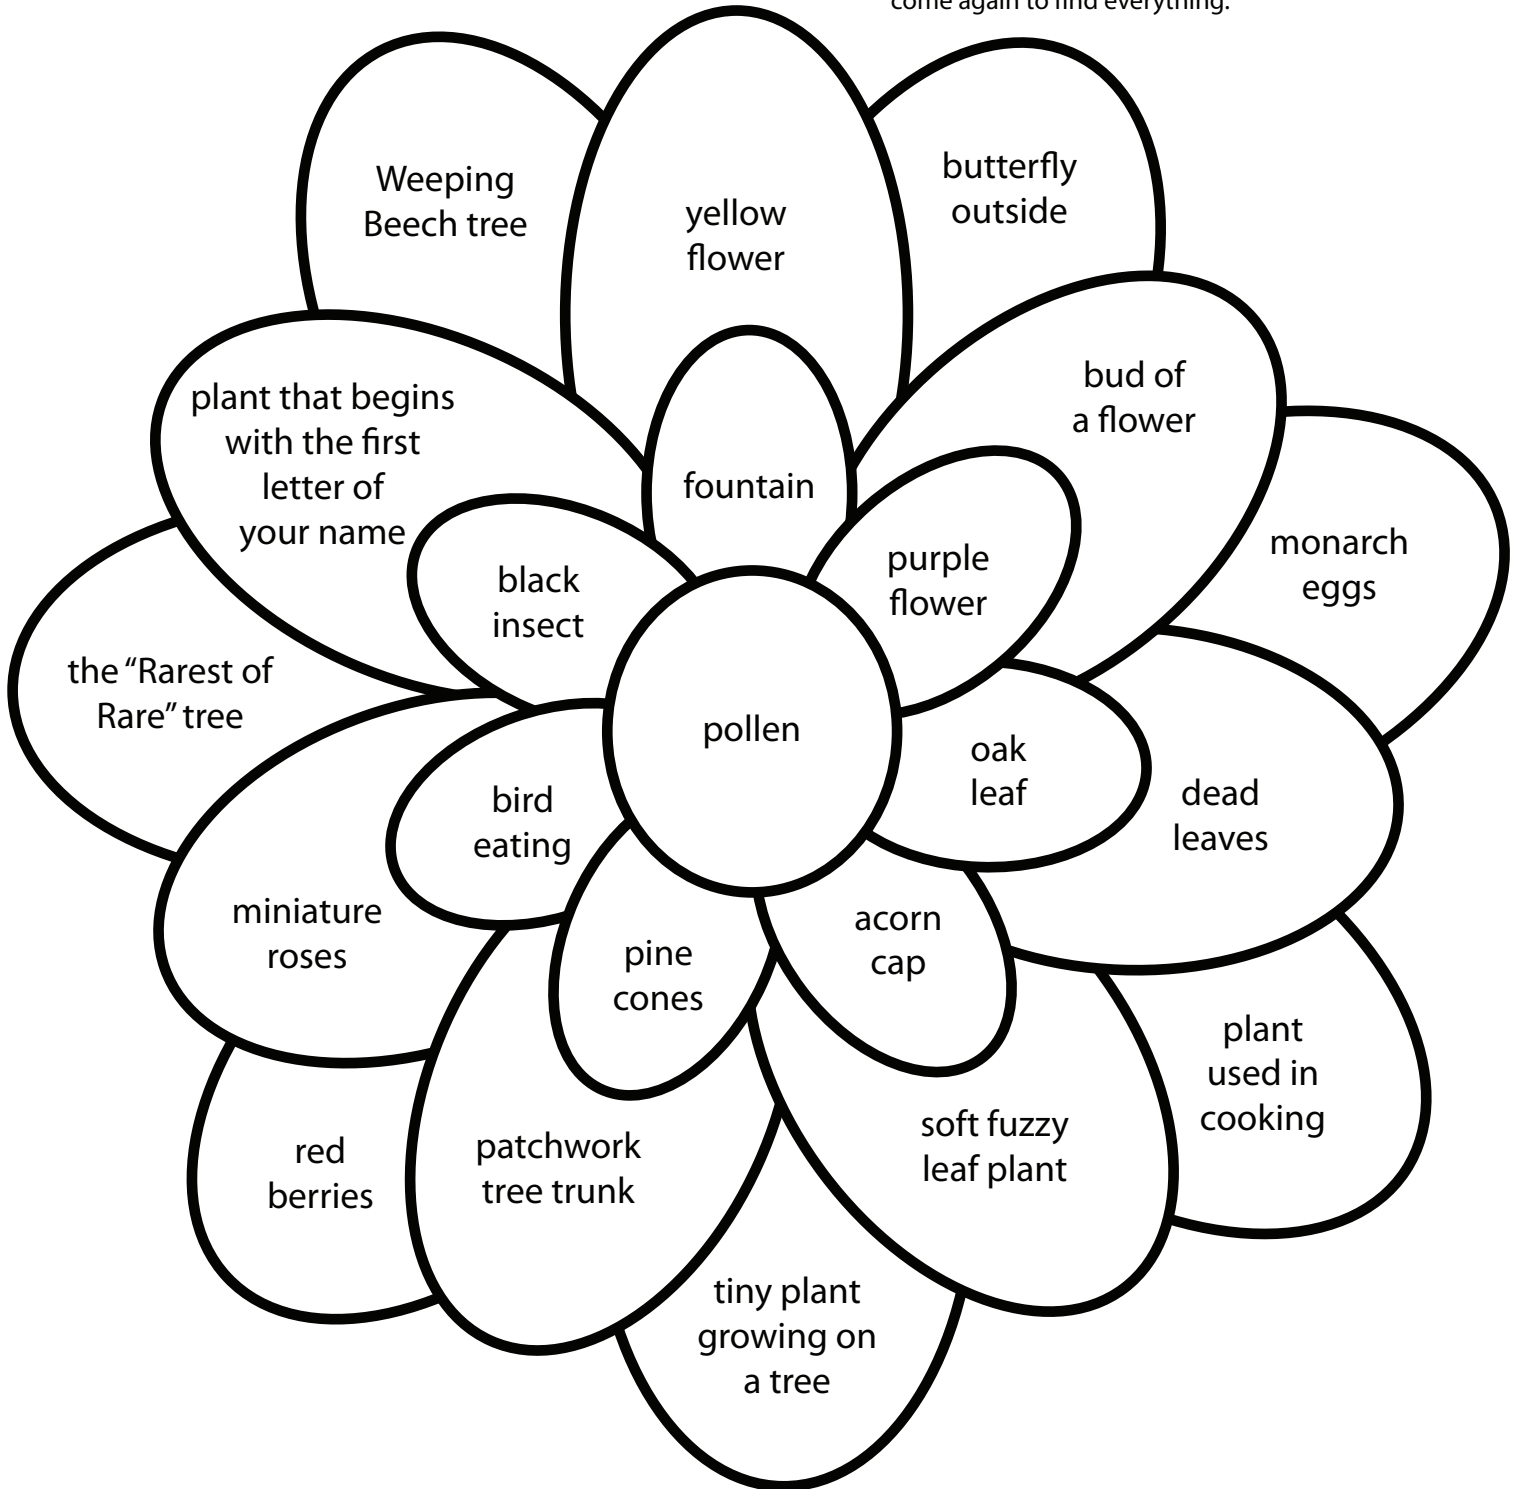 come again to find everything.
Weeping
Beech tree
yellow
flower
butterfly
outside
plant that begins
with the first
letter of
your name
fountain
bud of
a flower
black
insect
purple
flower
monarch
eggs
the “Rarest of
Rare” tree
pollen
oak
leaf
dead
leaves
bird
eating
miniature
roses
pine
cones
acorn
cap
plant
used in
cooking
red
berries
patchwork
tree trunk
soft fuzzy
leaf plant
tiny plant
growing on
a tree